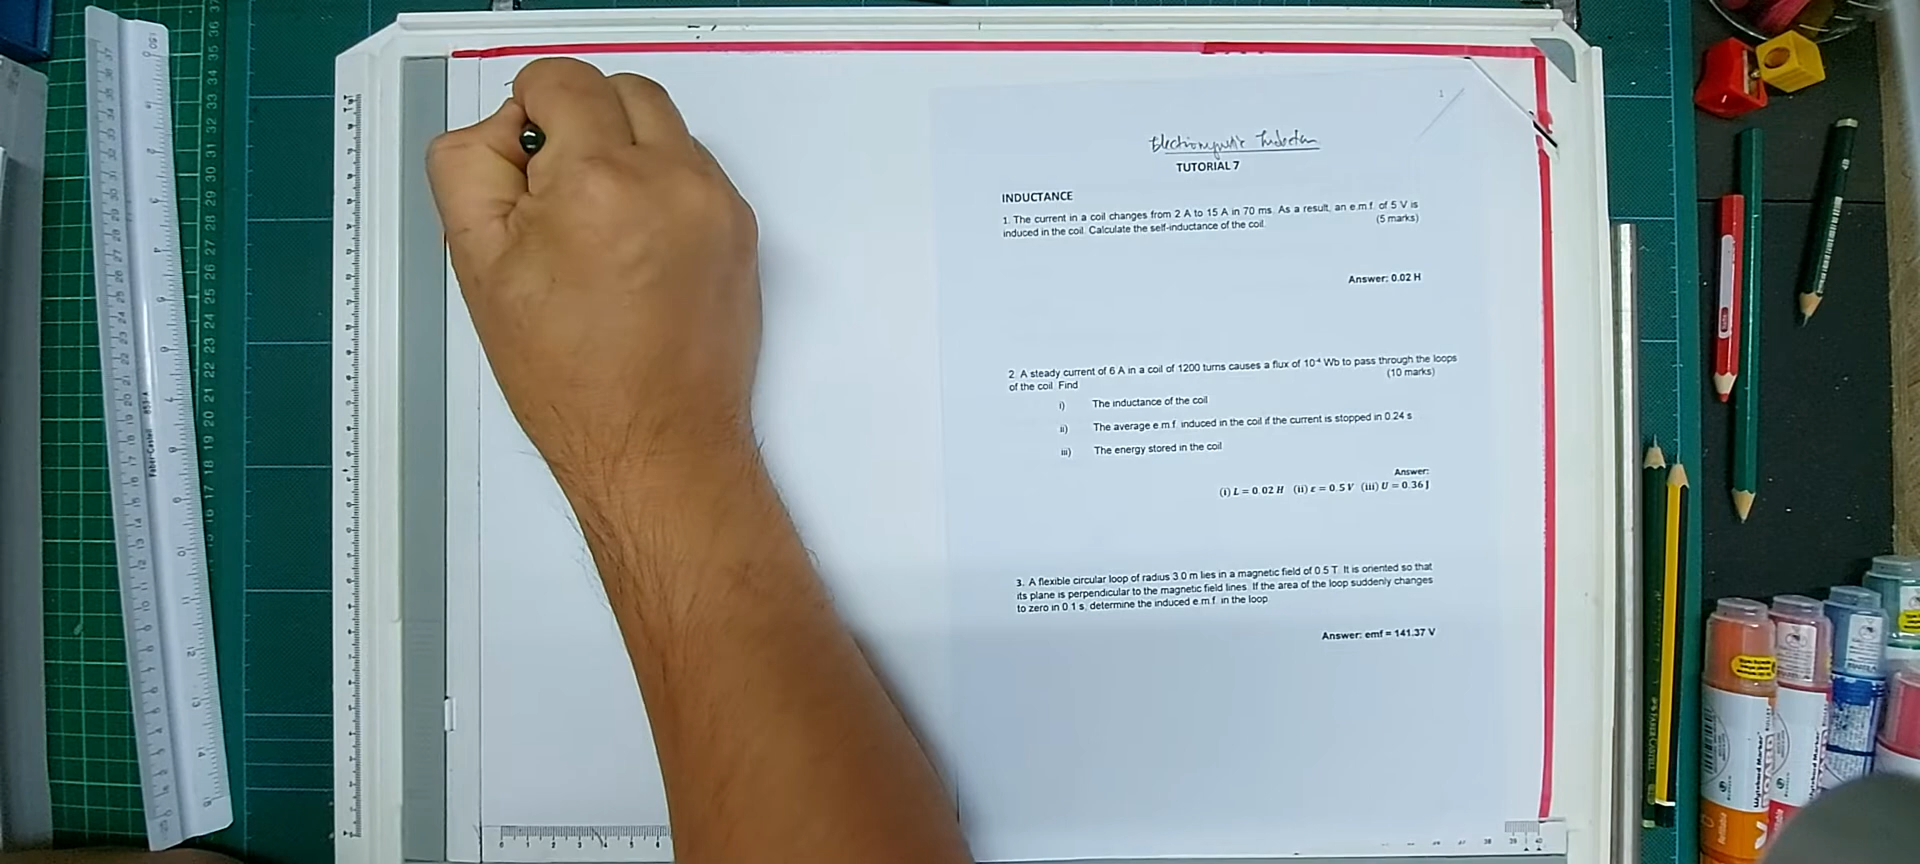 1
TUTORIAL 7
INDUCTANCE
1. The current in a coil changes from 2 A to 15 A in 70 ms. As a result, an e.m.f. of 5 V is
induced in the coil. Calculate the self-inductance of the coil. (5 marks)
Answer: 0.02 H
2. A steady current of 6 A in a coil of 1200 turns causes a flux of 10⁻⁴ Wb to pass through the loops
of the coil. Find (10 marks)
i) The inductance of the coil
ii) The average e.m.f. induced in the coil if the current is stopped in 0.24 s
iii) The energy stored in the coil
Answer:
(i) L = 0.02 H (ii) ε = 0.5 V (iii) U = 0.36 J
3. A flexible circular loop of radius 3.0 m lies in a magnetic field of 0.5 T. It is oriented so that
its plane is perpendicular to the magnetic field lines. If the area of the loop suddenly changes
to zero in 0.1 s, determine the induced e.m.f. in the loop
Answer: emf = 141.37 V
Faber-Castell 853-A